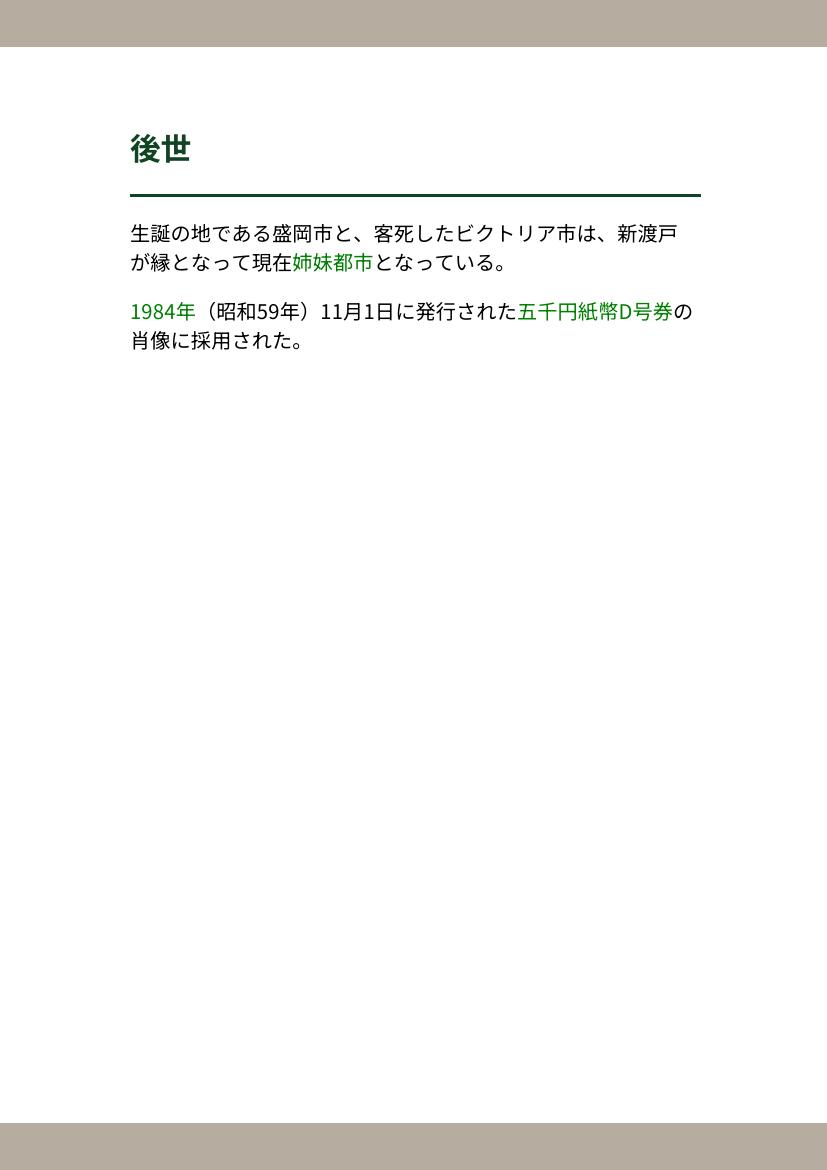 後世
生誕の地である盛岡市と、客死したビクトリア市は、新渡戸
が縁となって現在姉妹都市となっている。
1984年（昭和59年）11月1日に発行された五千円紙幣D号券の
肖像に採用された。